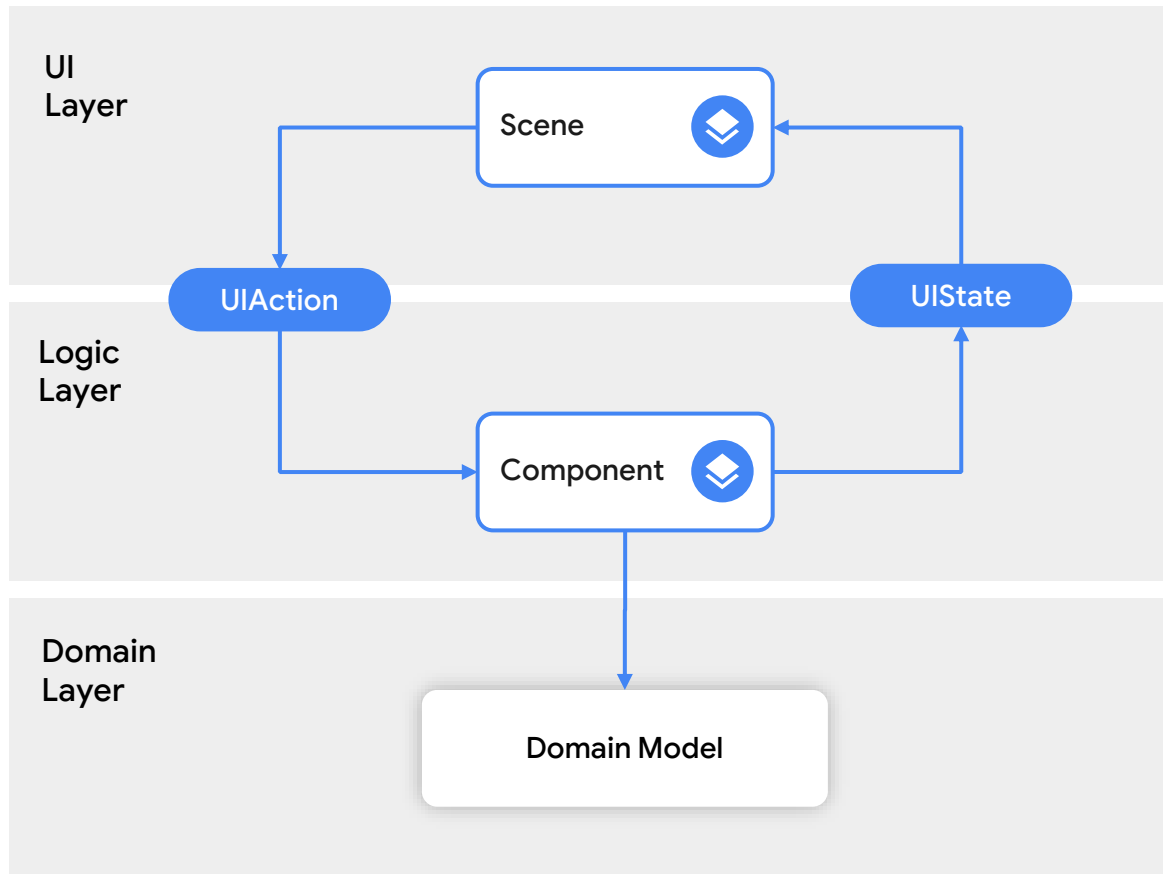 UI
Layer
Scene
UIAction
UIState
Logic
Layer
Component
Domain
Layer
Domain Model